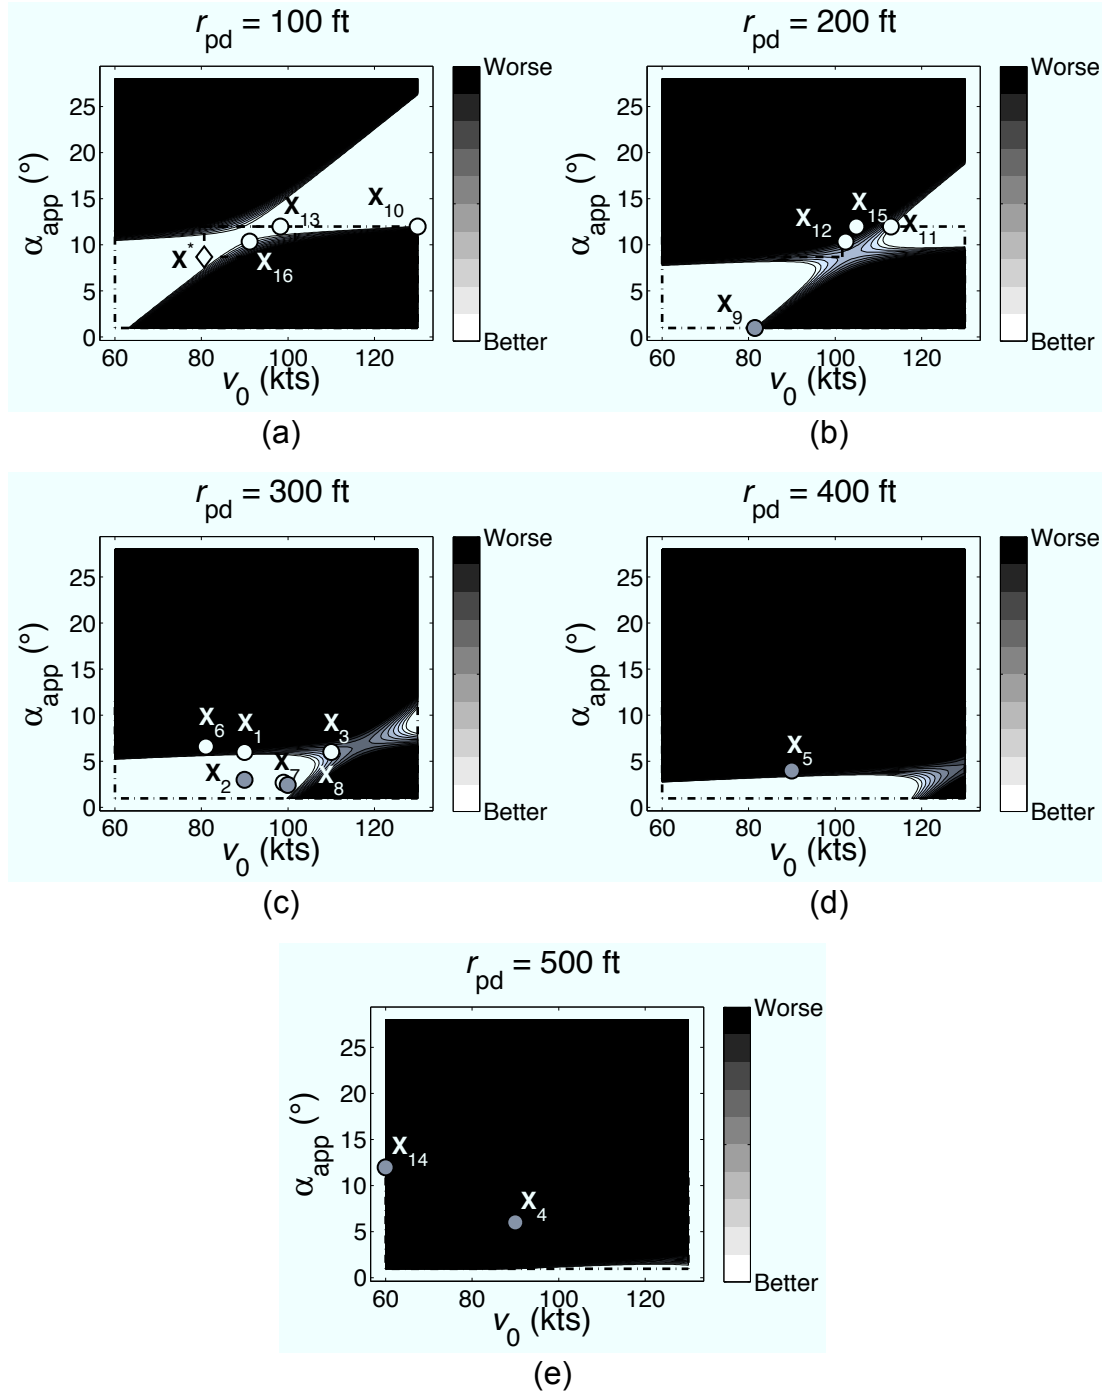 r_pd = 100 ft
r_pd = 200 ft
Worse
25
20
15
10
5
0
α_app (°)
X_13
X_10
X*
X_16
Better
60 80 100 120
v_0 (kts)
(a)
Worse
25
20
15
10
5
0
α_app (°)
X_15
X_12
X_11
X_9
Better
60 80 100 120
v_0 (kts)
(b)
r_pd = 300 ft
r_pd = 400 ft
Worse
25
20
15
10
5
0
α_app (°)
X_6 X_1 X_3
X_2 X_7 X_8
Better
60 80 100 120
v_0 (kts)
(c)
Worse
25
20
15
10
5
0
α_app (°)
X_5
Better
60 80 100 120
v_0 (kts)
(d)
r_pd = 500 ft
Worse
25
20
15
10
5
0
α_app (°)
X_14
X_4
Better
60 80 100 120
v_0 (kts)
(e)